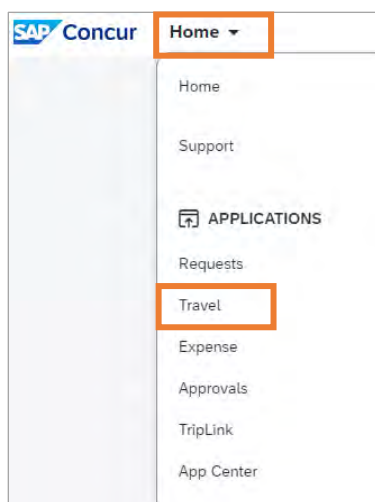 SAP Concur Home
Home
Support
APPLICATIONS
Requests
Travel
Expense
Approvals
TripLink
App Center